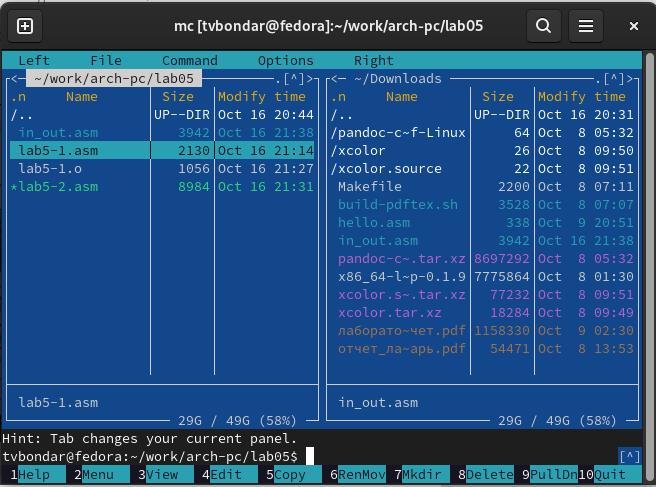 mc [tvbondar@fedora]:~/work/arch-pc/lab05
Left File Command Options Right
<─ ~/work/arch-pc/lab05 .[^]>
.n Name Size Modify time
/.. UP--DIR Oct 16 20:44
in_out.asm 3942 Oct 16 21:38
lab5-1.asm 2130 Oct 16 21:14
lab5-1.o 1056 Oct 16 21:27
*lab5-2.asm 8984 Oct 16 21:31
lab5-1.asm
29G / 49G (58%)
<─ ~/Downloads .[^]>
.n Name Size Modify time
/.. UP--DIR Oct 16 20:31
/pandoc-c~f-Linux 64 Oct 8 05:32
/xcolor 26 Oct 8 09:50
/xcolor.source 22 Oct 8 09:51
Makefile 2200 Oct 8 07:11
build-pdftex.sh 3528 Oct 8 07:07
hello.asm 338 Oct 9 20:51
in_out.asm 3942 Oct 16 21:38
pandoc-c~.tar.xz 8697292 Oct 8 05:32
x86_64-l~p-0.1.9 7775864 Oct 8 01:30
xcolor.s~.tar.xz 77232 Oct 8 09:51
xcolor.tar.xz 18284 Oct 8 09:49
лаборато~чет.pdf 1158330 Oct 9 02:30
отчет_ла~арь.pdf 54471 Oct 8 13:53
in_out.asm
29G / 49G (58%)
Hint: Tab changes your current panel.
tvbondar@fedora:~/work/arch-pc/lab05$ [^]
1Help 2Menu 3View 4Edit 5Copy 6RenMov 7Mkdir 8Delete 9PullDn 10Quit